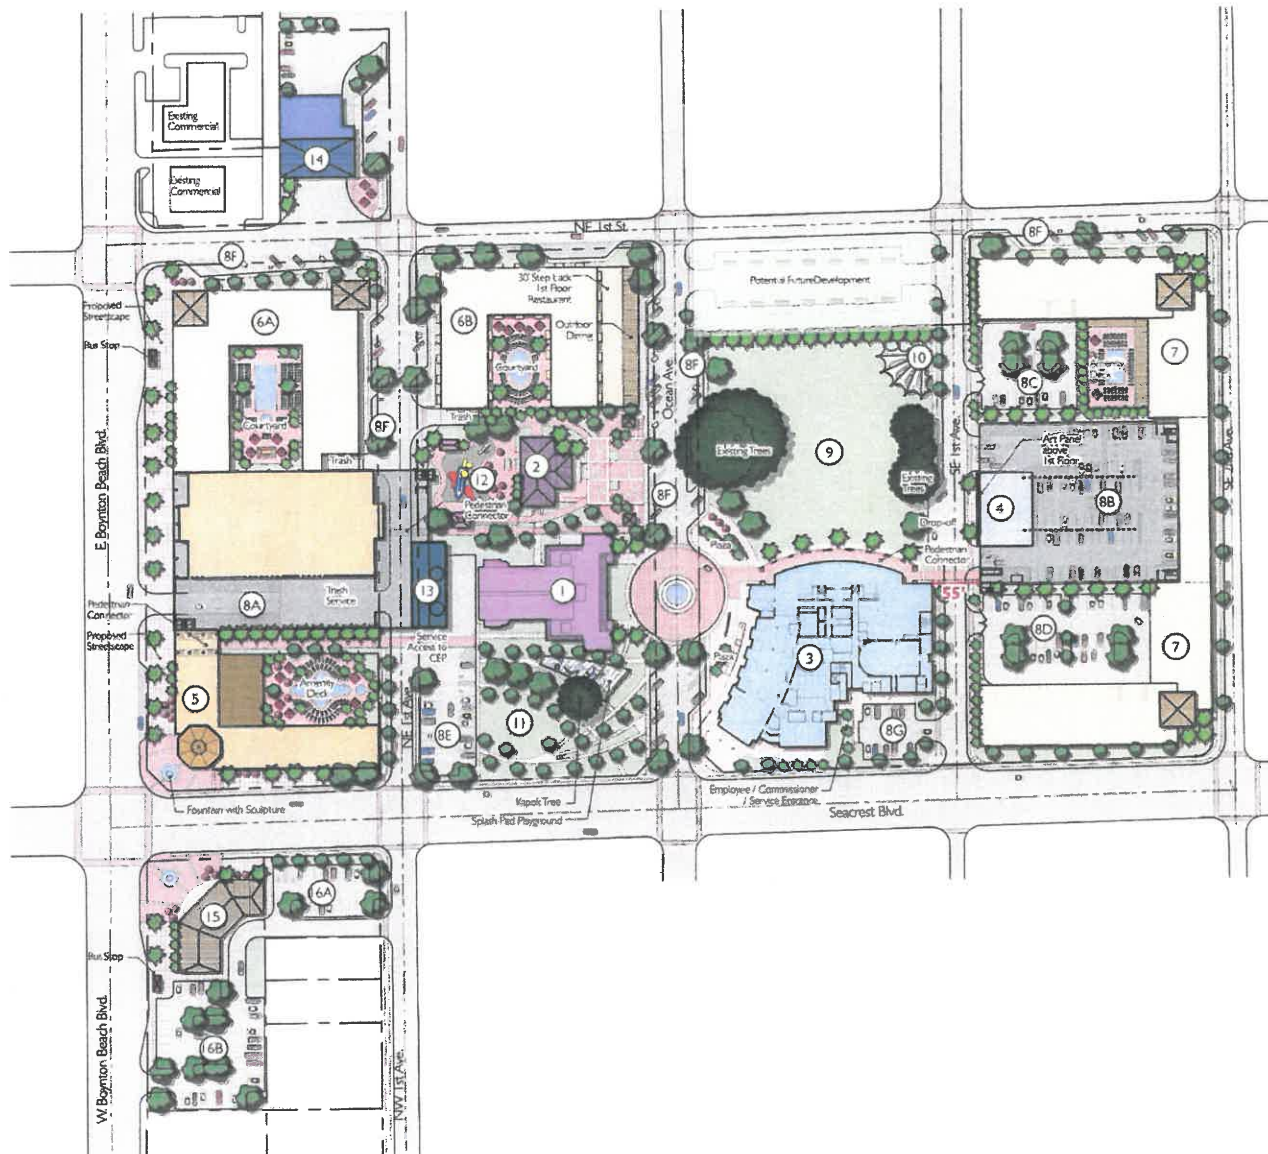 Existing
Commercial
Existing
Commercial
14
NE 1st St.
8F
8F
Proposed
Streetscape
Bus Stop
6A
Courtyard
Trash
8F
6B
30' Step back
1st Floor
Restaurant
Outdoor
Dining
Courtyard
Trash
Ocean Ave.
8F
Potential Future Development
10
9
Existing Trees
Existing
Trees
8F
SE 1st Ave.
8C
7
Art Panel
above
1st Floor
4
8B
E. Boynton Beach Blvd.
12
2
Pedestrian
Connector
Drop-off
Pedestrian
Connector
55'
8A
Trash
Service
13
1
Pedestrian
Connector
Proposed
Streetscape
Service
Access to
CEP
Plaza
Plaza
3
8D
7
5
Amenity
Deck
NE 1st Ave.
8E
11
8G
Fountain with Sculpture
Kapok Tree
Splash Pad Playground
Employee / Commissioner
/ Service Entrance
Seacrest Blvd.
15
16A
Bus Stop
16B
W. Boynton Beach Blvd.
NW 1st Ave.